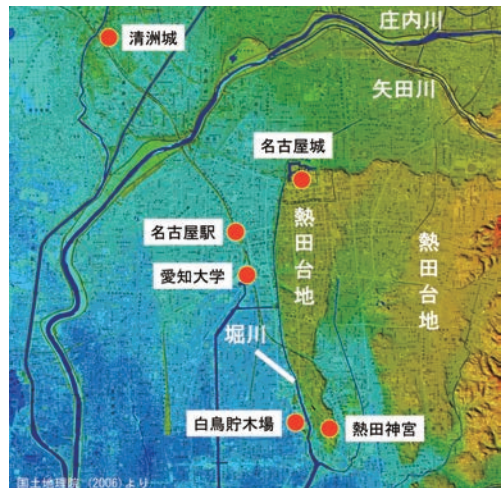 清洲城
庄内川
矢田川
名古屋城
名古屋駅
熱田台地
熱田台地
愛知大学
堀川
白鳥貯木場
熱田神宮
国土地理院 (2006) より